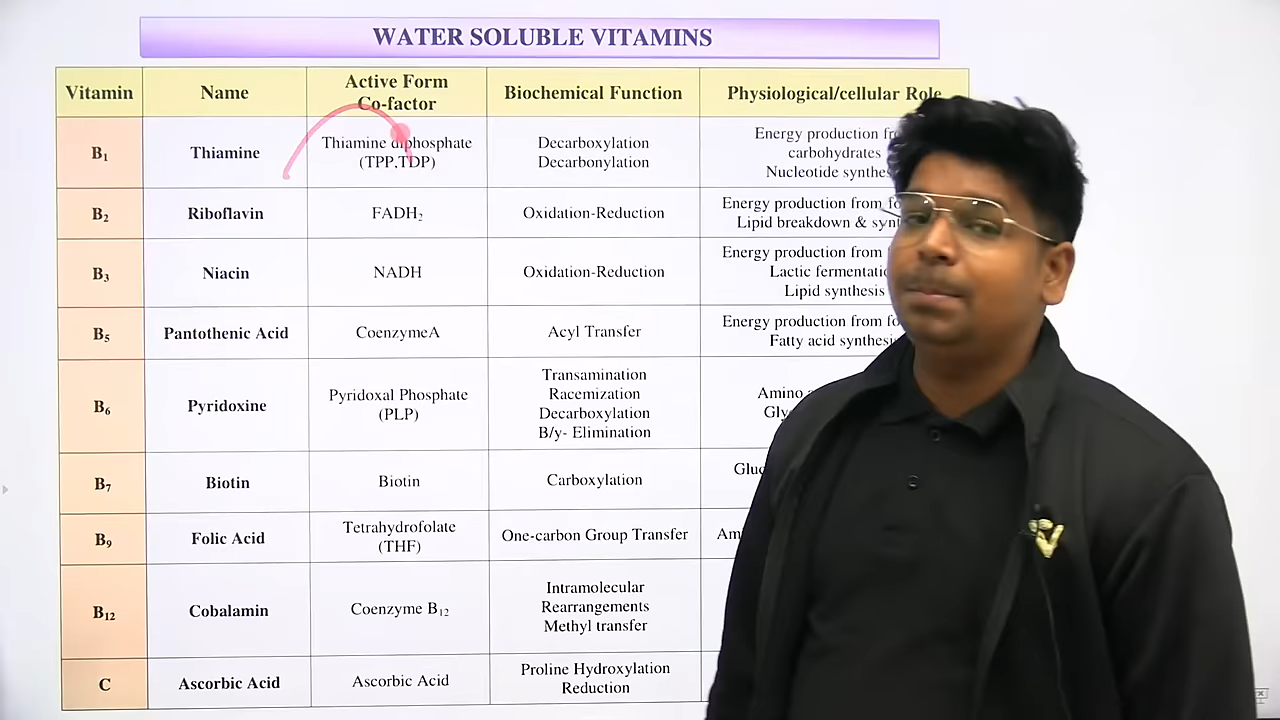 WATER SOLUBLE VITAMINS
Vitamin
Name
Active Form
Co-factor
Biochemical Function
Physiological/cellular Role
B₁
Thiamine
Thiamine diphosphate
(TPP,TDP)
Decarboxylation
Decarbonylation
Energy production
carbohydrates
Nucleotide
B₂
Riboflavin
FADH₂
Oxidation-Reduction
Energy production from
Lipid breakdown &
B₃
Niacin
NADH
Oxidation-Reduction
Energy production from
Lactic
Lipid synthesis
B₅
Pantothenic Acid
CoenzymeA
Acyl Transfer
Energy production from
Fatty acid
B₆
Pyridoxine
Pyridoxal Phosphate
(PLP)
Transamination
Racemization
Decarboxylation
B/y- Elimination
Amino
B₇
Biotin
Biotin
Carboxylation
B₉
Folic Acid
Tetrahydrofolate
(THF)
One-carbon Group Transfer
B₁₂
Cobalamin
Coenzyme B₁₂
Intramolecular
Rearrangements
Methyl transfer
C
Ascorbic Acid
Ascorbic Acid
Proline Hydroxylation
Reduction